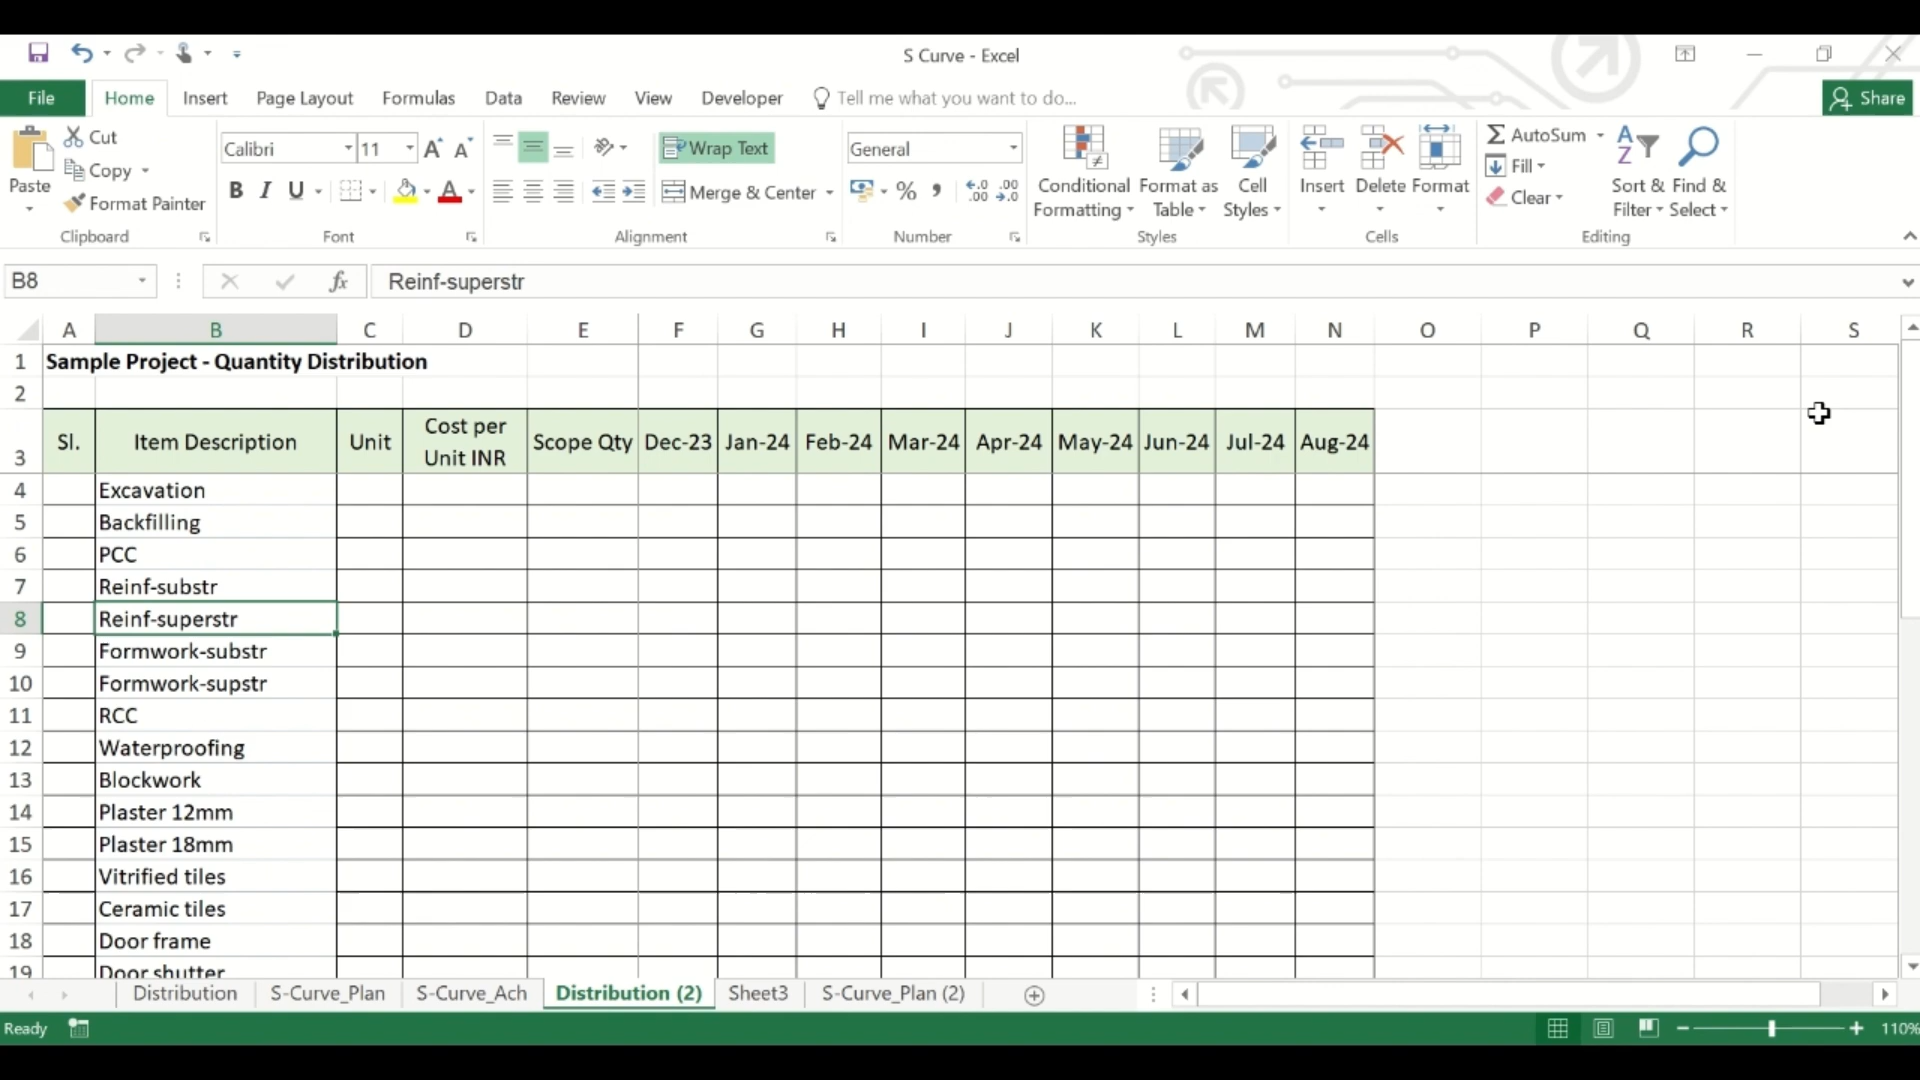 S Curve - Excel
File Home Insert Page Layout Formulas Data Review View Developer Tell me what you want to do... Share
Paste Cut Copy Format Painter Clipboard
Calibri 11 B I U A Font
Wrap Text Merge & Center Alignment
General % Number
Conditional Formatting Format as Table Cell Styles Styles
Insert Delete Format Cells
AutoSum Fill Clear Sort & Filter Find & Select Editing
B8 fx Reinf-superstr
A B C D E F G H I J K L M N O P Q R S
1 Sample Project - Quantity Distribution
2
3 Sl. Item Description Unit Cost per Unit INR Scope Qty Dec-23 Jan-24 Feb-24 Mar-24 Apr-24 May-24 Jun-24 Jul-24 Aug-24
4 Excavation
5 Backfilling
6 PCC
7 Reinf-substr
8 Reinf-superstr
9 Formwork-substr
10 Formwork-supstr
11 RCC
12 Waterproofing
13 Blockwork
14 Plaster 12mm
15 Plaster 18mm
16 Vitrified tiles
17 Ceramic tiles
18 Door frame
19 Door shutter
Distribution S-Curve_Plan S-Curve_Ach Distribution (2) Sheet3 S-Curve_Plan (2)
Ready 110%